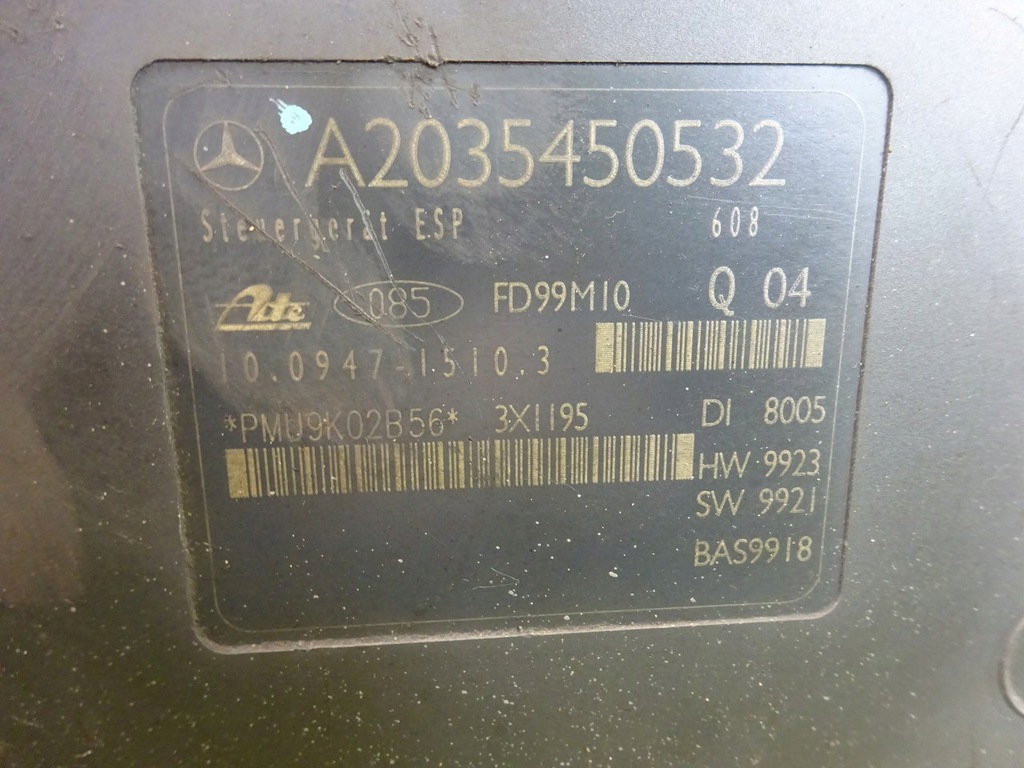 A2035450532
Steuergerät ESP 608
Ate 085 FD99M10 Q 04
10.0947-1510.3
*PMU9K02B56* 3X1195 DI 8005
HW 9923
SW 9921
BAS9918